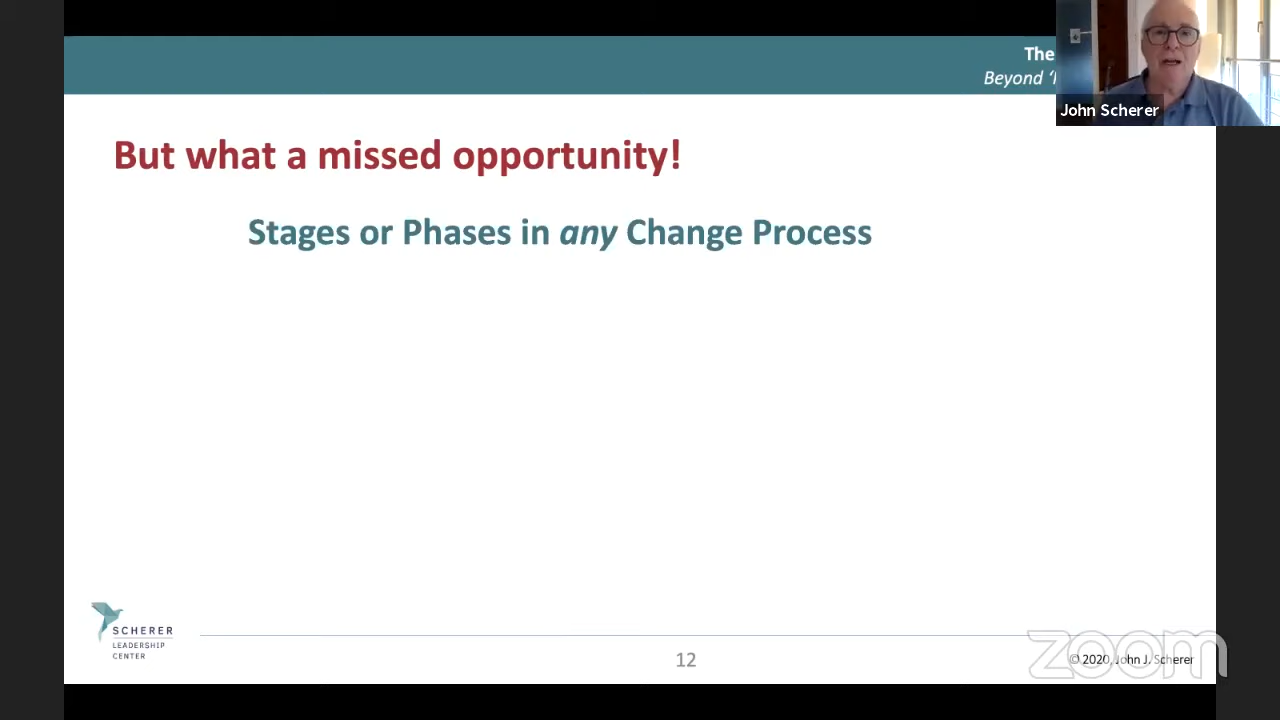 The
Beyond ‘
John Scherer
But what a missed opportunity!
Stages or Phases in any Change Process
SCHERER
LEADERSHIP
CENTER
12
zoom
© 2020, John J. Scherer